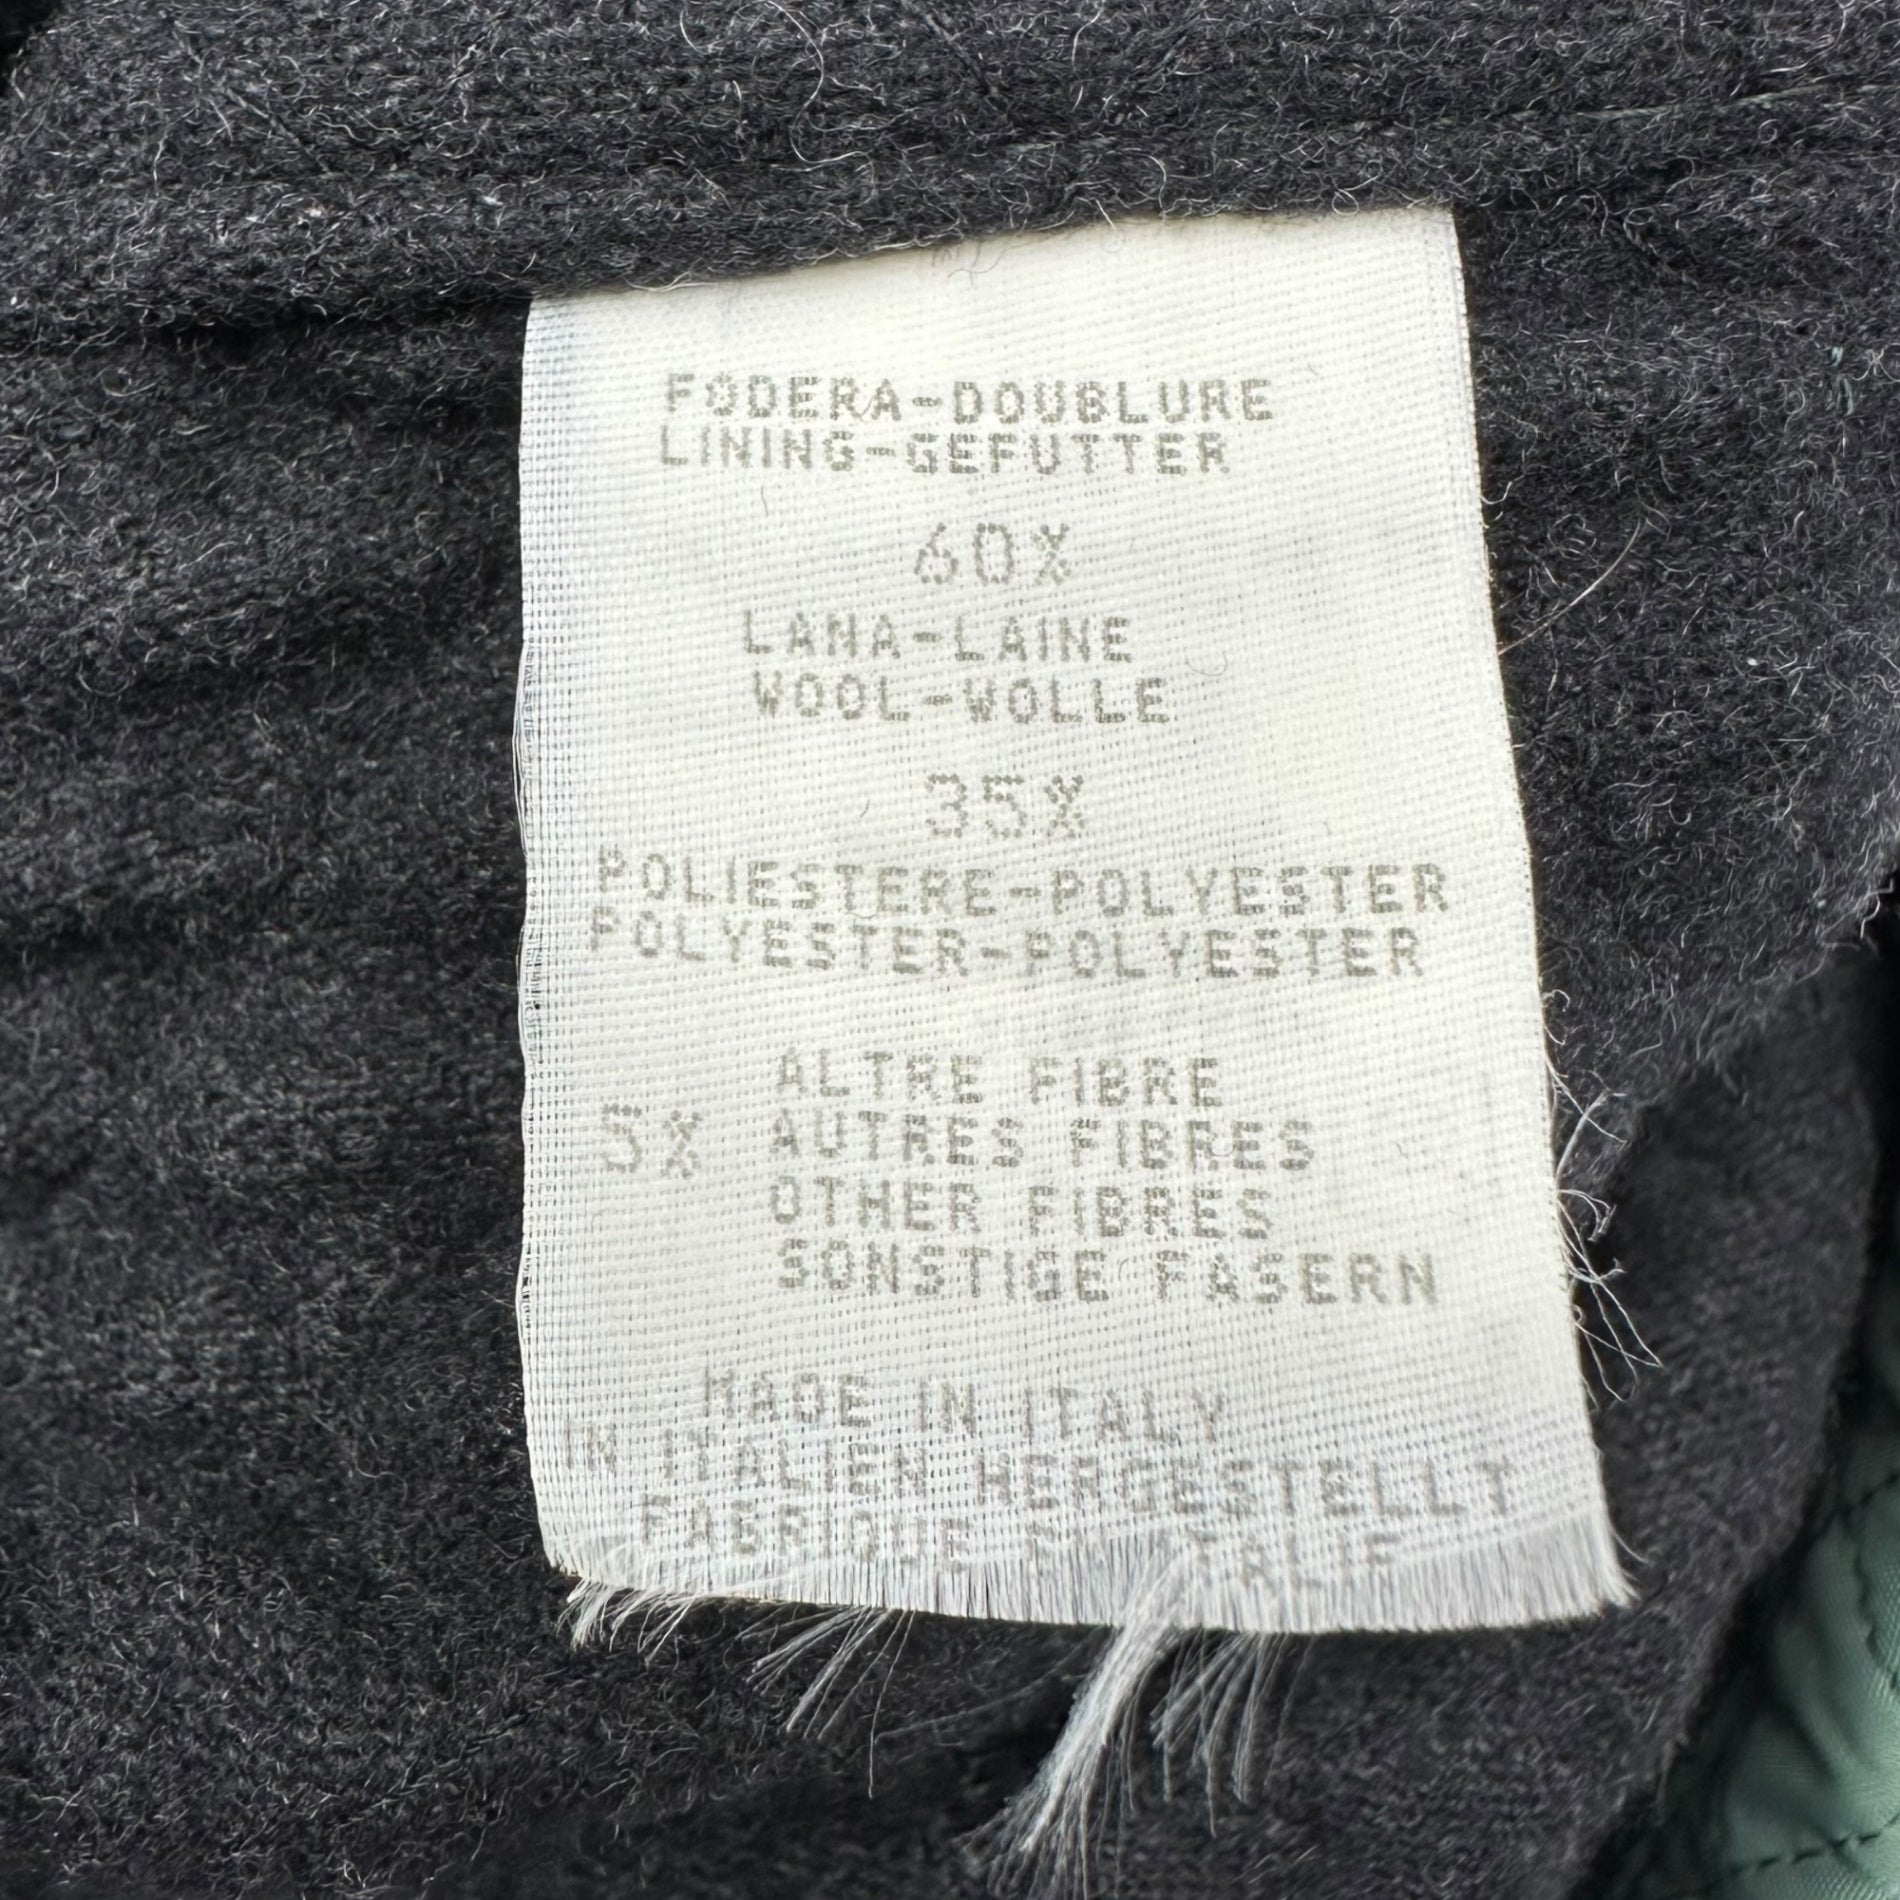 FODERA-DOUBLURE
LINING-GEFUTTER
60%
LANA-LAINE
WOOL-WOLLE
35%
POLIESTERE-POLYESTER
POLYESTER-POLYESTER
ALTRE FIBRE
5% AUTRES FIBRES
OTHER FIBRES
SONSTIGE FASERN
MADE IN ITALY
IN ITALIEN HERGESTELLT
FABRIQUE